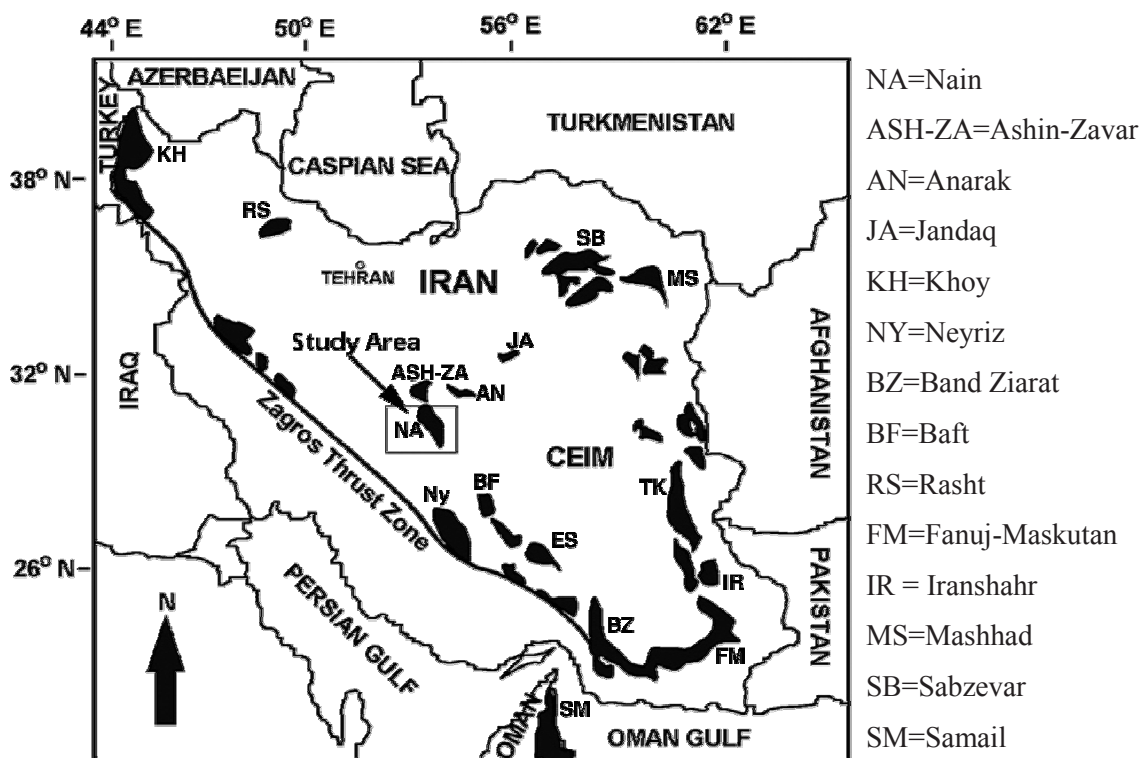 44° E 50° E 56° E 62° E
AZERBAEIJAN
TURKEY
TURKMENISTAN
KH
CASPIAN SEA
38° N
RS
SB
TEHRAN
IRAN
MS
Study Area
JA
AFGHANISTAN
IRAQ
32° N
ASH-ZA
AN
NA
Zagros Thrust Zone
CEIM
BF
TK
Ny
ES
26° N
IR
PAKISTAN
N
PERSIAN GULF
BZ
FM
SM
OMAN
OMAN GULF
NA=Nain
ASH-ZA=Ashin-Zavar
AN=Anarak
JA=Jandaq
KH=Khoy
NY=Neyriz
BZ=Band Ziarat
BF=Baft
RS=Rasht
FM=Fanuj-Maskutan
IR = Iranshahr
MS=Mashhad
SB=Sabzevar
SM=Samail